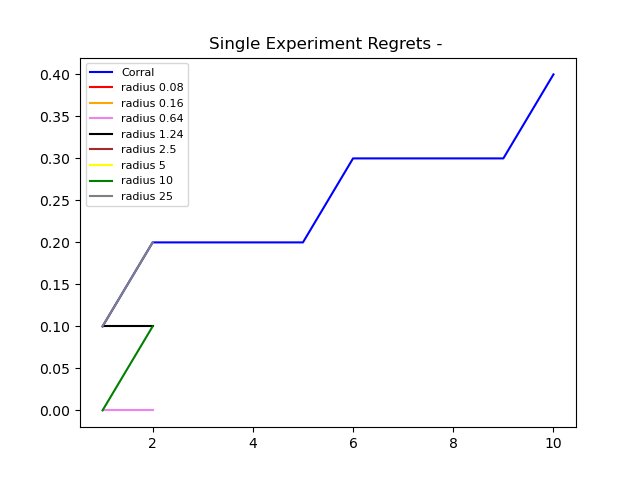 Single Experiment Regrets -
0.40
0.35
0.30
0.25
0.20
0.15
0.10
0.05
0.00
Corral
radius 0.08
radius 0.16
radius 0.64
radius 1.24
radius 2.5
radius 5
radius 10
radius 25
2 4 6 8 10